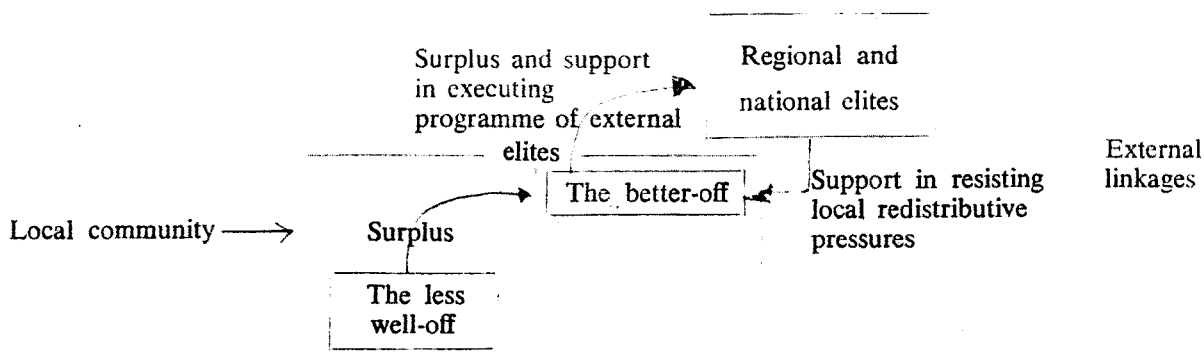 Surplus and support
in executing
programme of external
elites
Regional and
national elites
External
linkages
The better-off
Support in resisting
local redistributive
pressures
Local community
Surplus
The less
well-off